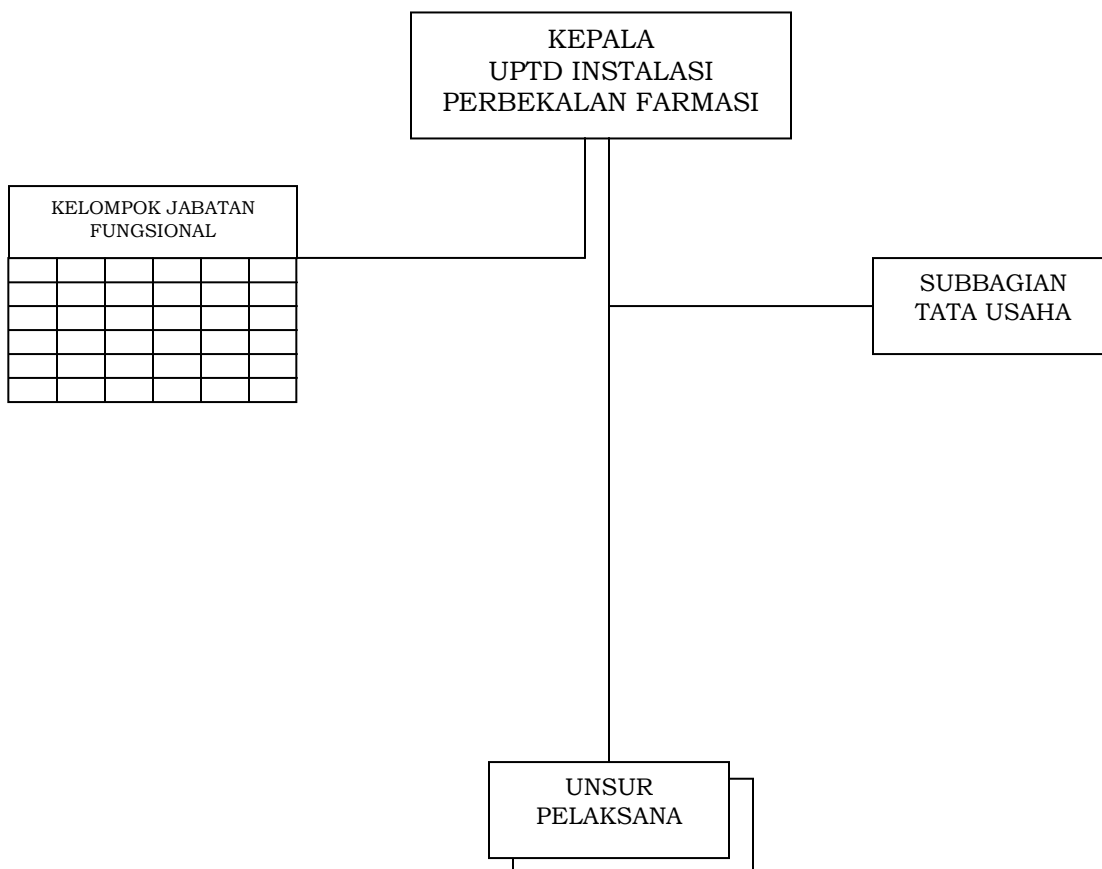 KEPALA
UPTD INSTALASI
PERBEKALAN FARMASI
KELOMPOK JABATAN
FUNGSIONAL
SUBBAGIAN
TATA USAHA
UNSUR
PELAKSANA